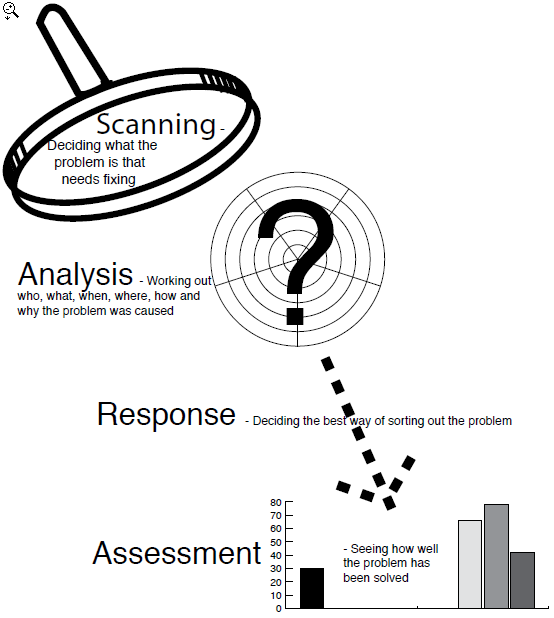 Scanning -
Deciding what the
problem is that
needs fixing
?
Analysis - Working out
who, what, when, where, how and
why the problem was caused
Response - Deciding the best way of sorting out the problem
80
70
60
50
40
30
20
10
0
Assessment
- Seeing how well
the problem has
been solved